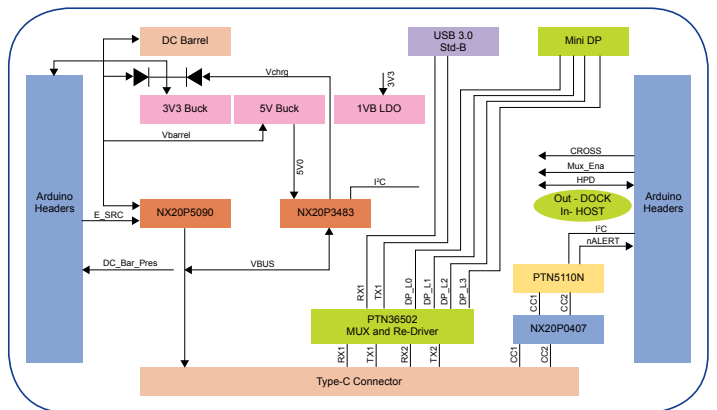 DC Barrel
USB 3.0
Std-B
Mini DP
Vchrg
3V3
3V3 Buck
5V Buck
1VB LDO
Vbarrel
5V0
CROSS
Mux_Ena
HPD
Arduino
Headers
I²C
Out - DOCK
In- HOST
Arduino
Headers
E_SRC
NX20P5090
NX20P3483
I²C
nALERT
DC_Bar_Pres
VBUS
PTN5110N
RX1
TX1
DP_L0
DP_L1
DP_L2
DP_L3
CC1
CC2
PTN36502
MUX and Re-Driver
NX20P0407
RX1
TX1
RX2
TX2
CC1
CC2
Type-C Connector